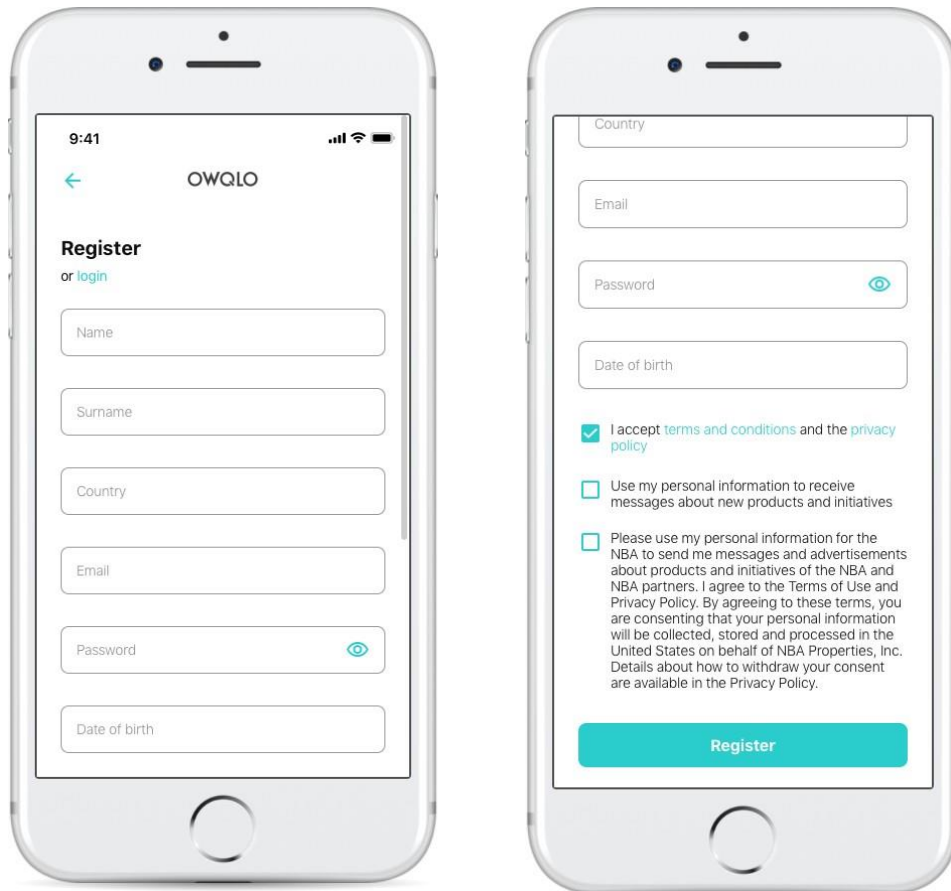 9:41
OWQLO
Register
or login
Name
Surname
Country
Email
Password
Date of birth
Country
Email
Password
Date of birth
I accept terms and conditions and the privacy
policy
Use my personal information to receive
messages about new products and initiatives
Please use my personal information for the
NBA to send me messages and advertisements
about products and initiatives of the NBA and
NBA partners. I agree to the Terms of Use and
Privacy Policy. By agreeing to these terms, you
are consenting that your personal information
will be collected, stored and processed in the
United States on behalf of NBA Properties, Inc.
Details about how to withdraw your consent
are available in the Privacy Policy.
Register